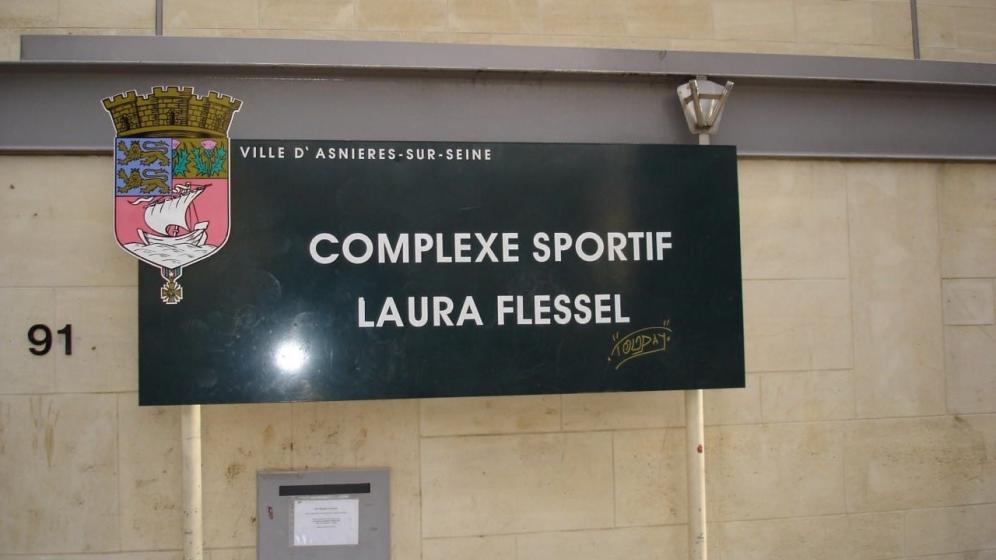 VILLE D' ASNIERES-SUR-SEINE
COMPLEXE SPORTIF
LAURA FLESSEL
91